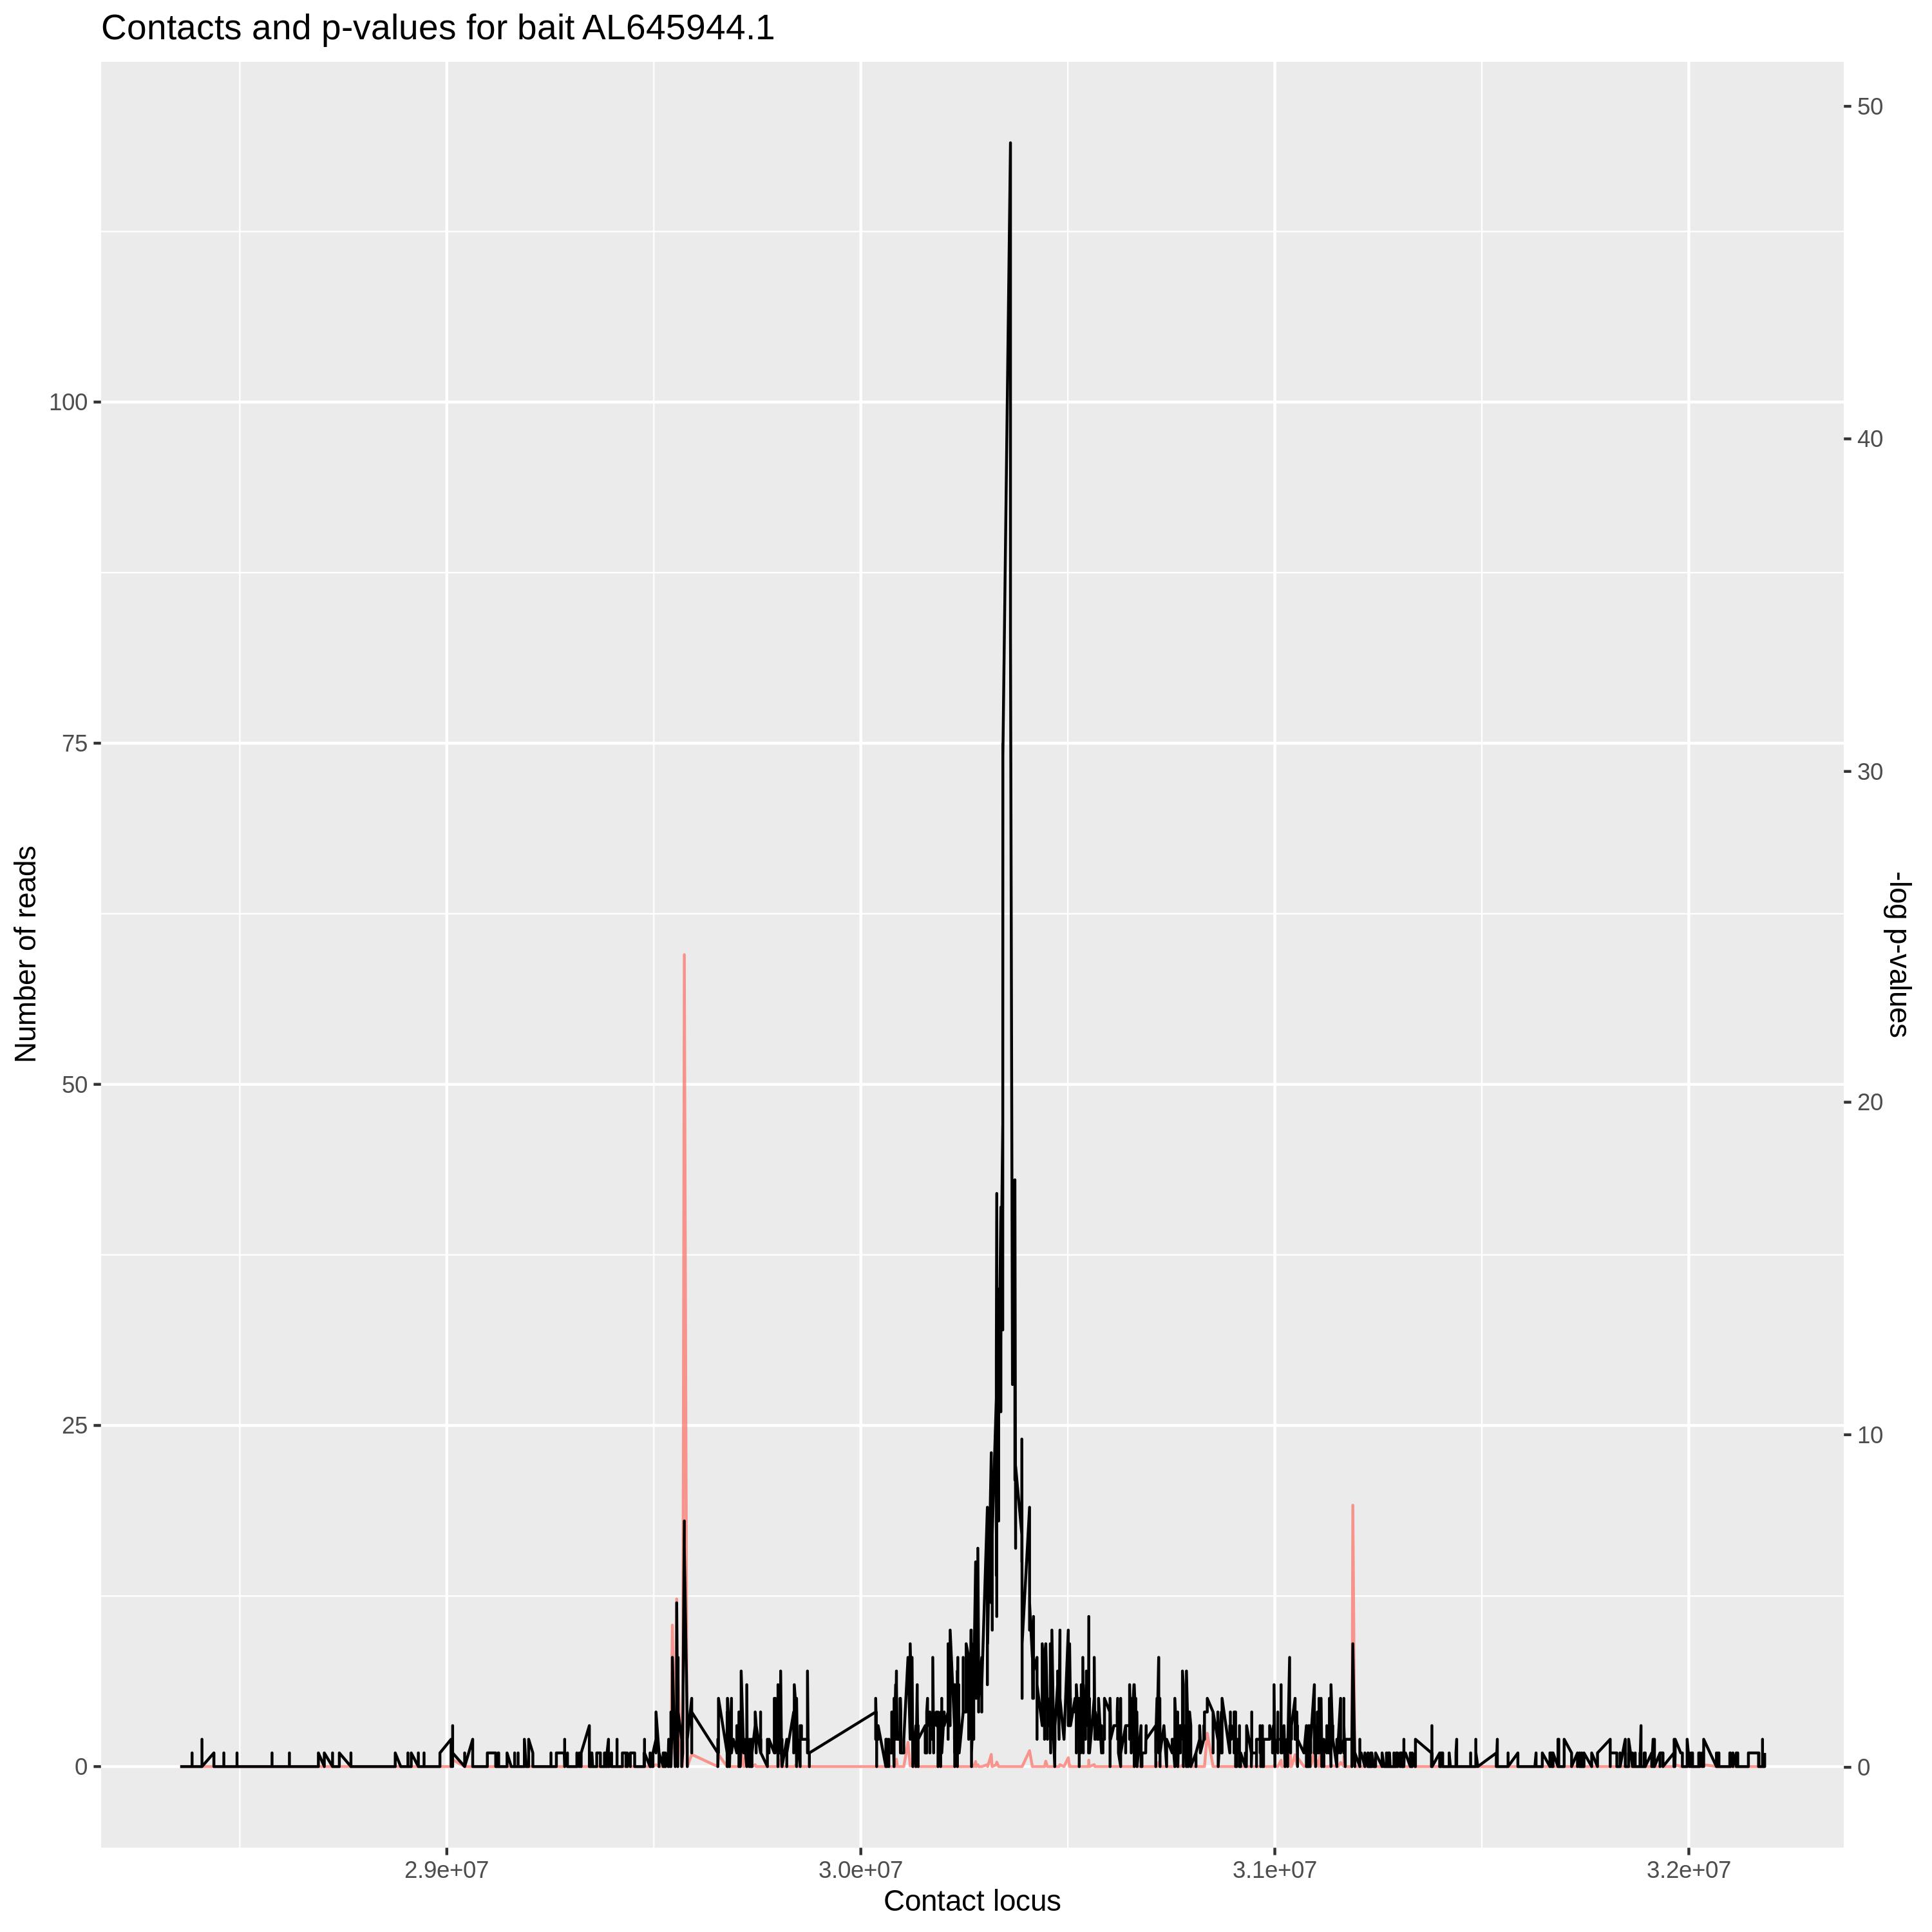 Contacts and p-values for bait AL645944.1
Number of reads
100
75
50
25
0
50
40
30
20
10
0
-log p-values
2.9e+07
3.0e+07
3.1e+07
3.2e+07
Contact locus